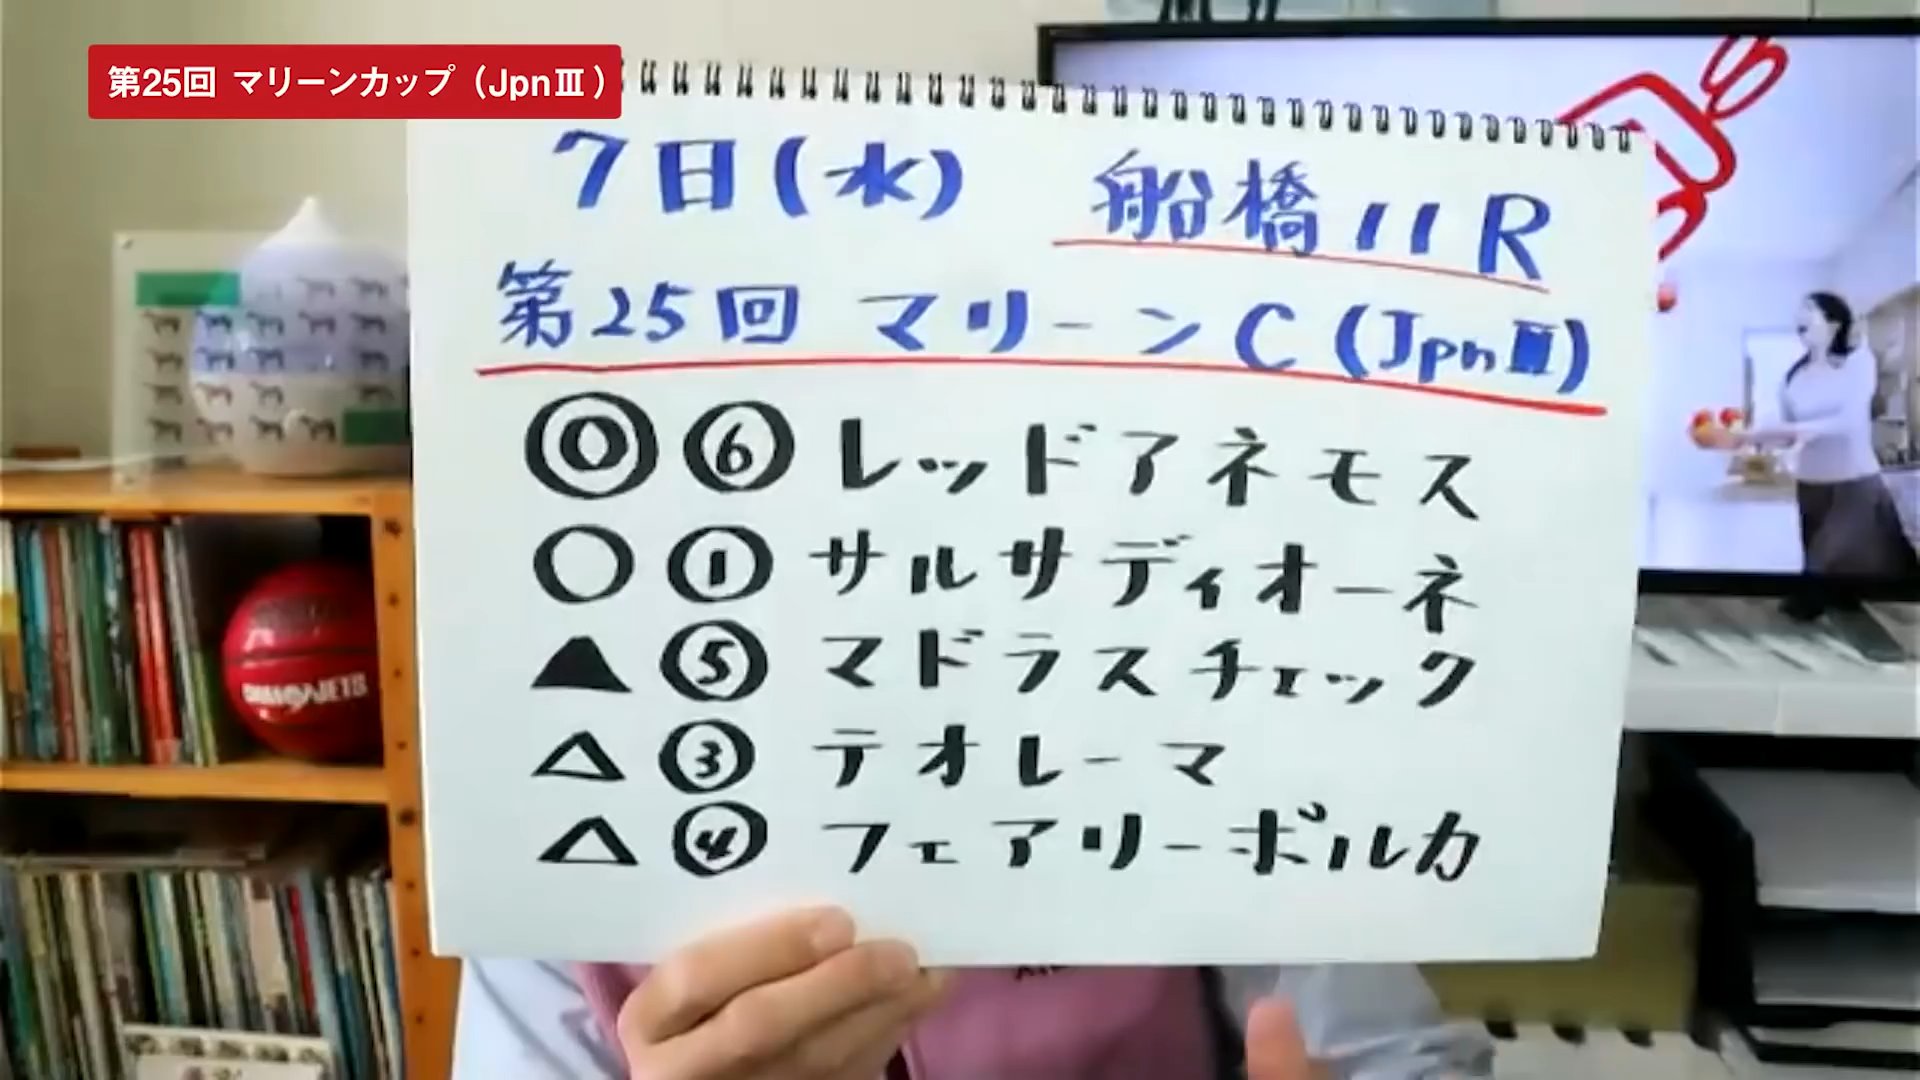 第25回 マリーンカップ（JpnⅢ）
7日(水) 船橋11R
第25回 マリーンC(JpnⅢ)
◎⑥レッドアネモス
○①サルサディオーネ
▲⑤マドラスチェック
△③テオレーマ
△④フェアリーポルカ